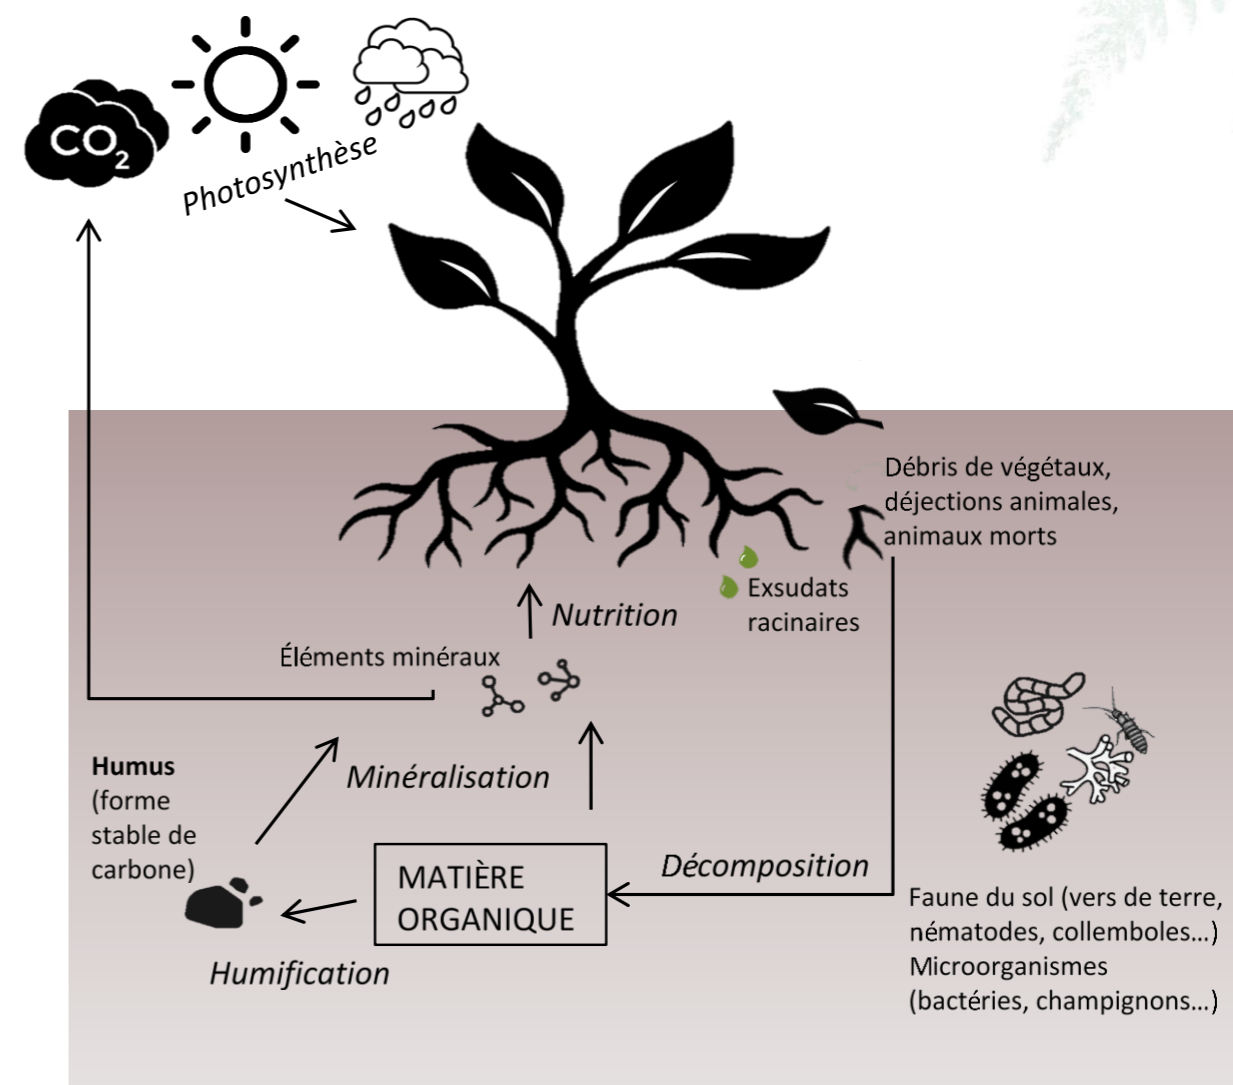 CO2
Photosynthèse
Débris de végétaux,
déjections animales,
animaux morts
Exsudats
racinaires
Nutrition
Éléments minéraux
Humus
(forme
stable de
carbone)
Minéralisation
MATIÈRE
ORGANIQUE
Décomposition
Humification
Faune du sol (vers de terre,
nématodes, collemboles…)
Microorganismes
(bactéries, champignons…)